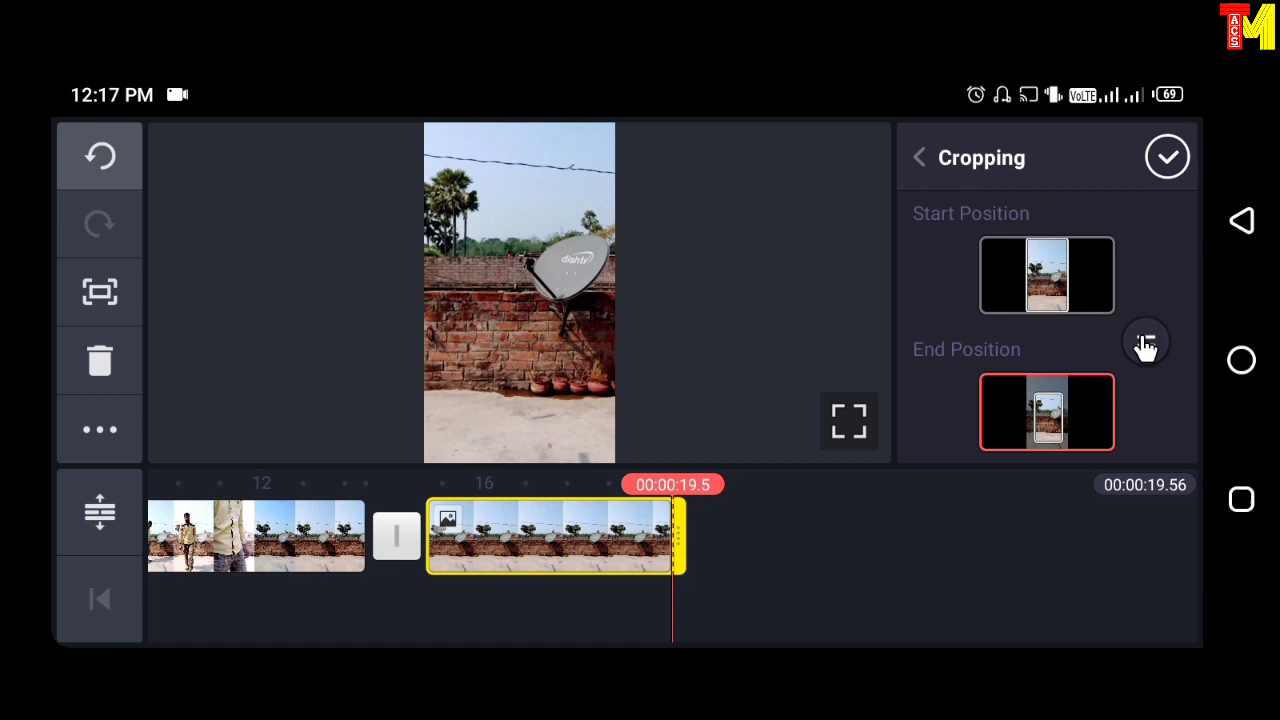 TACS M
12:17 PM
VoLTE
69
Cropping
Start Position
dishtv
End Position
12
16
00:00:19.5
00:00:19.56